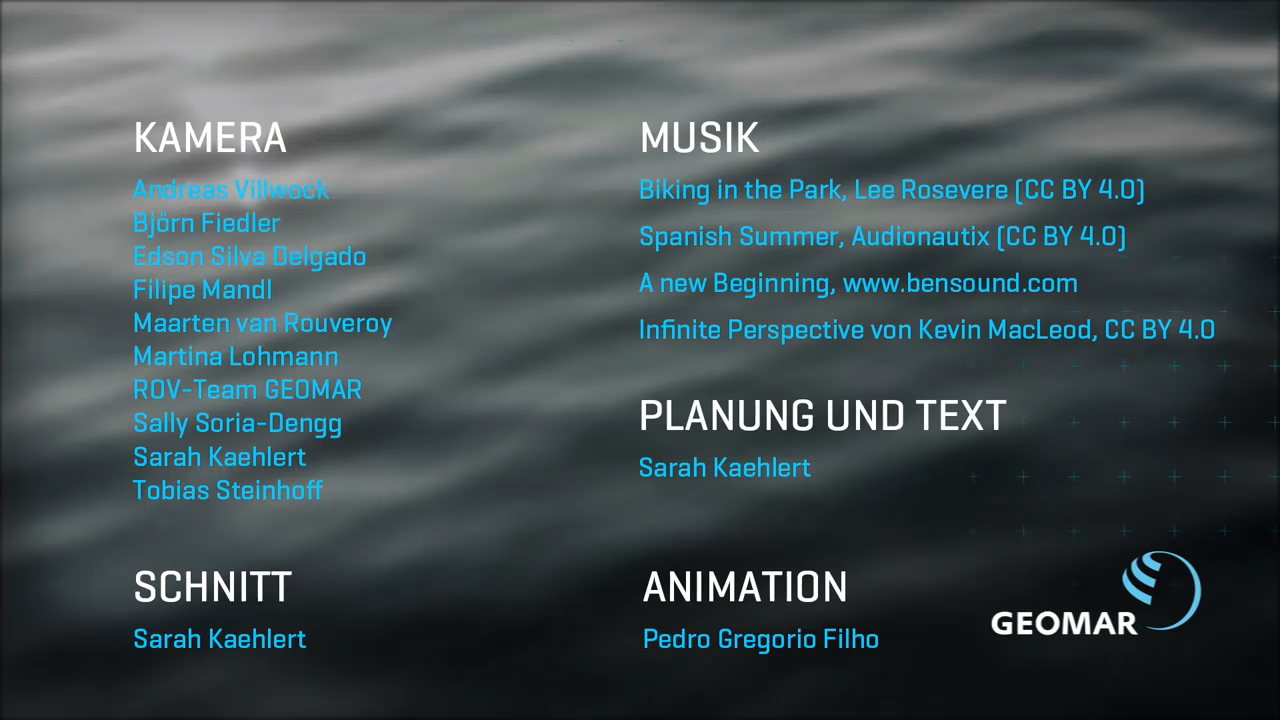 KAMERA
Andreas Villwock
Björn Fiedler
Edson Silva Delgado
Filipe Mandl
Maarten van Rouveroy
Martina Lohmann
ROV-Team GEOMAR
Sally Soria-Dengg
Sarah Kaehlert
Tobias Steinhoff
SCHNITT
Sarah Kaehlert
MUSIK
Biking in the Park, Lee Rosevere (CC BY 4.0)
Spanish Summer, Audionautix (CC BY 4.0)
A new Beginning, www.bensound.com
Infinite Perspective von Kevin MacLeod, CC BY 4.0
PLANUNG UND TEXT
Sarah Kaehlert
ANIMATION
Pedro Gregorio Filho
GEOMAR